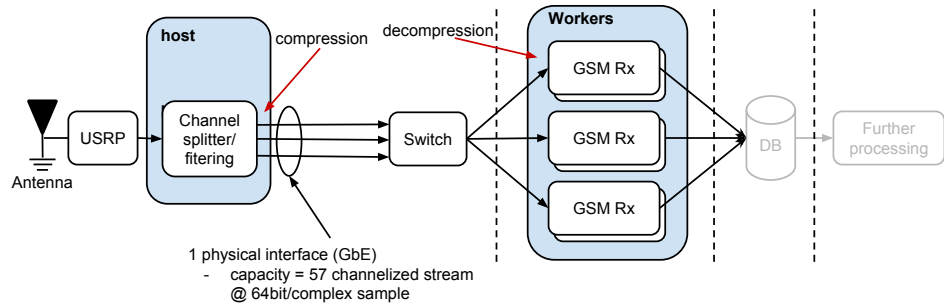 host
compression
decompression
Workers
Antenna
USRP
Channel
splitter/
fitering
Switch
GSM Rx
GSM Rx
GSM Rx
DB
Further
processing
1 physical interface (GbE)
- capacity = 57 channelized stream
@ 64bit/complex sample